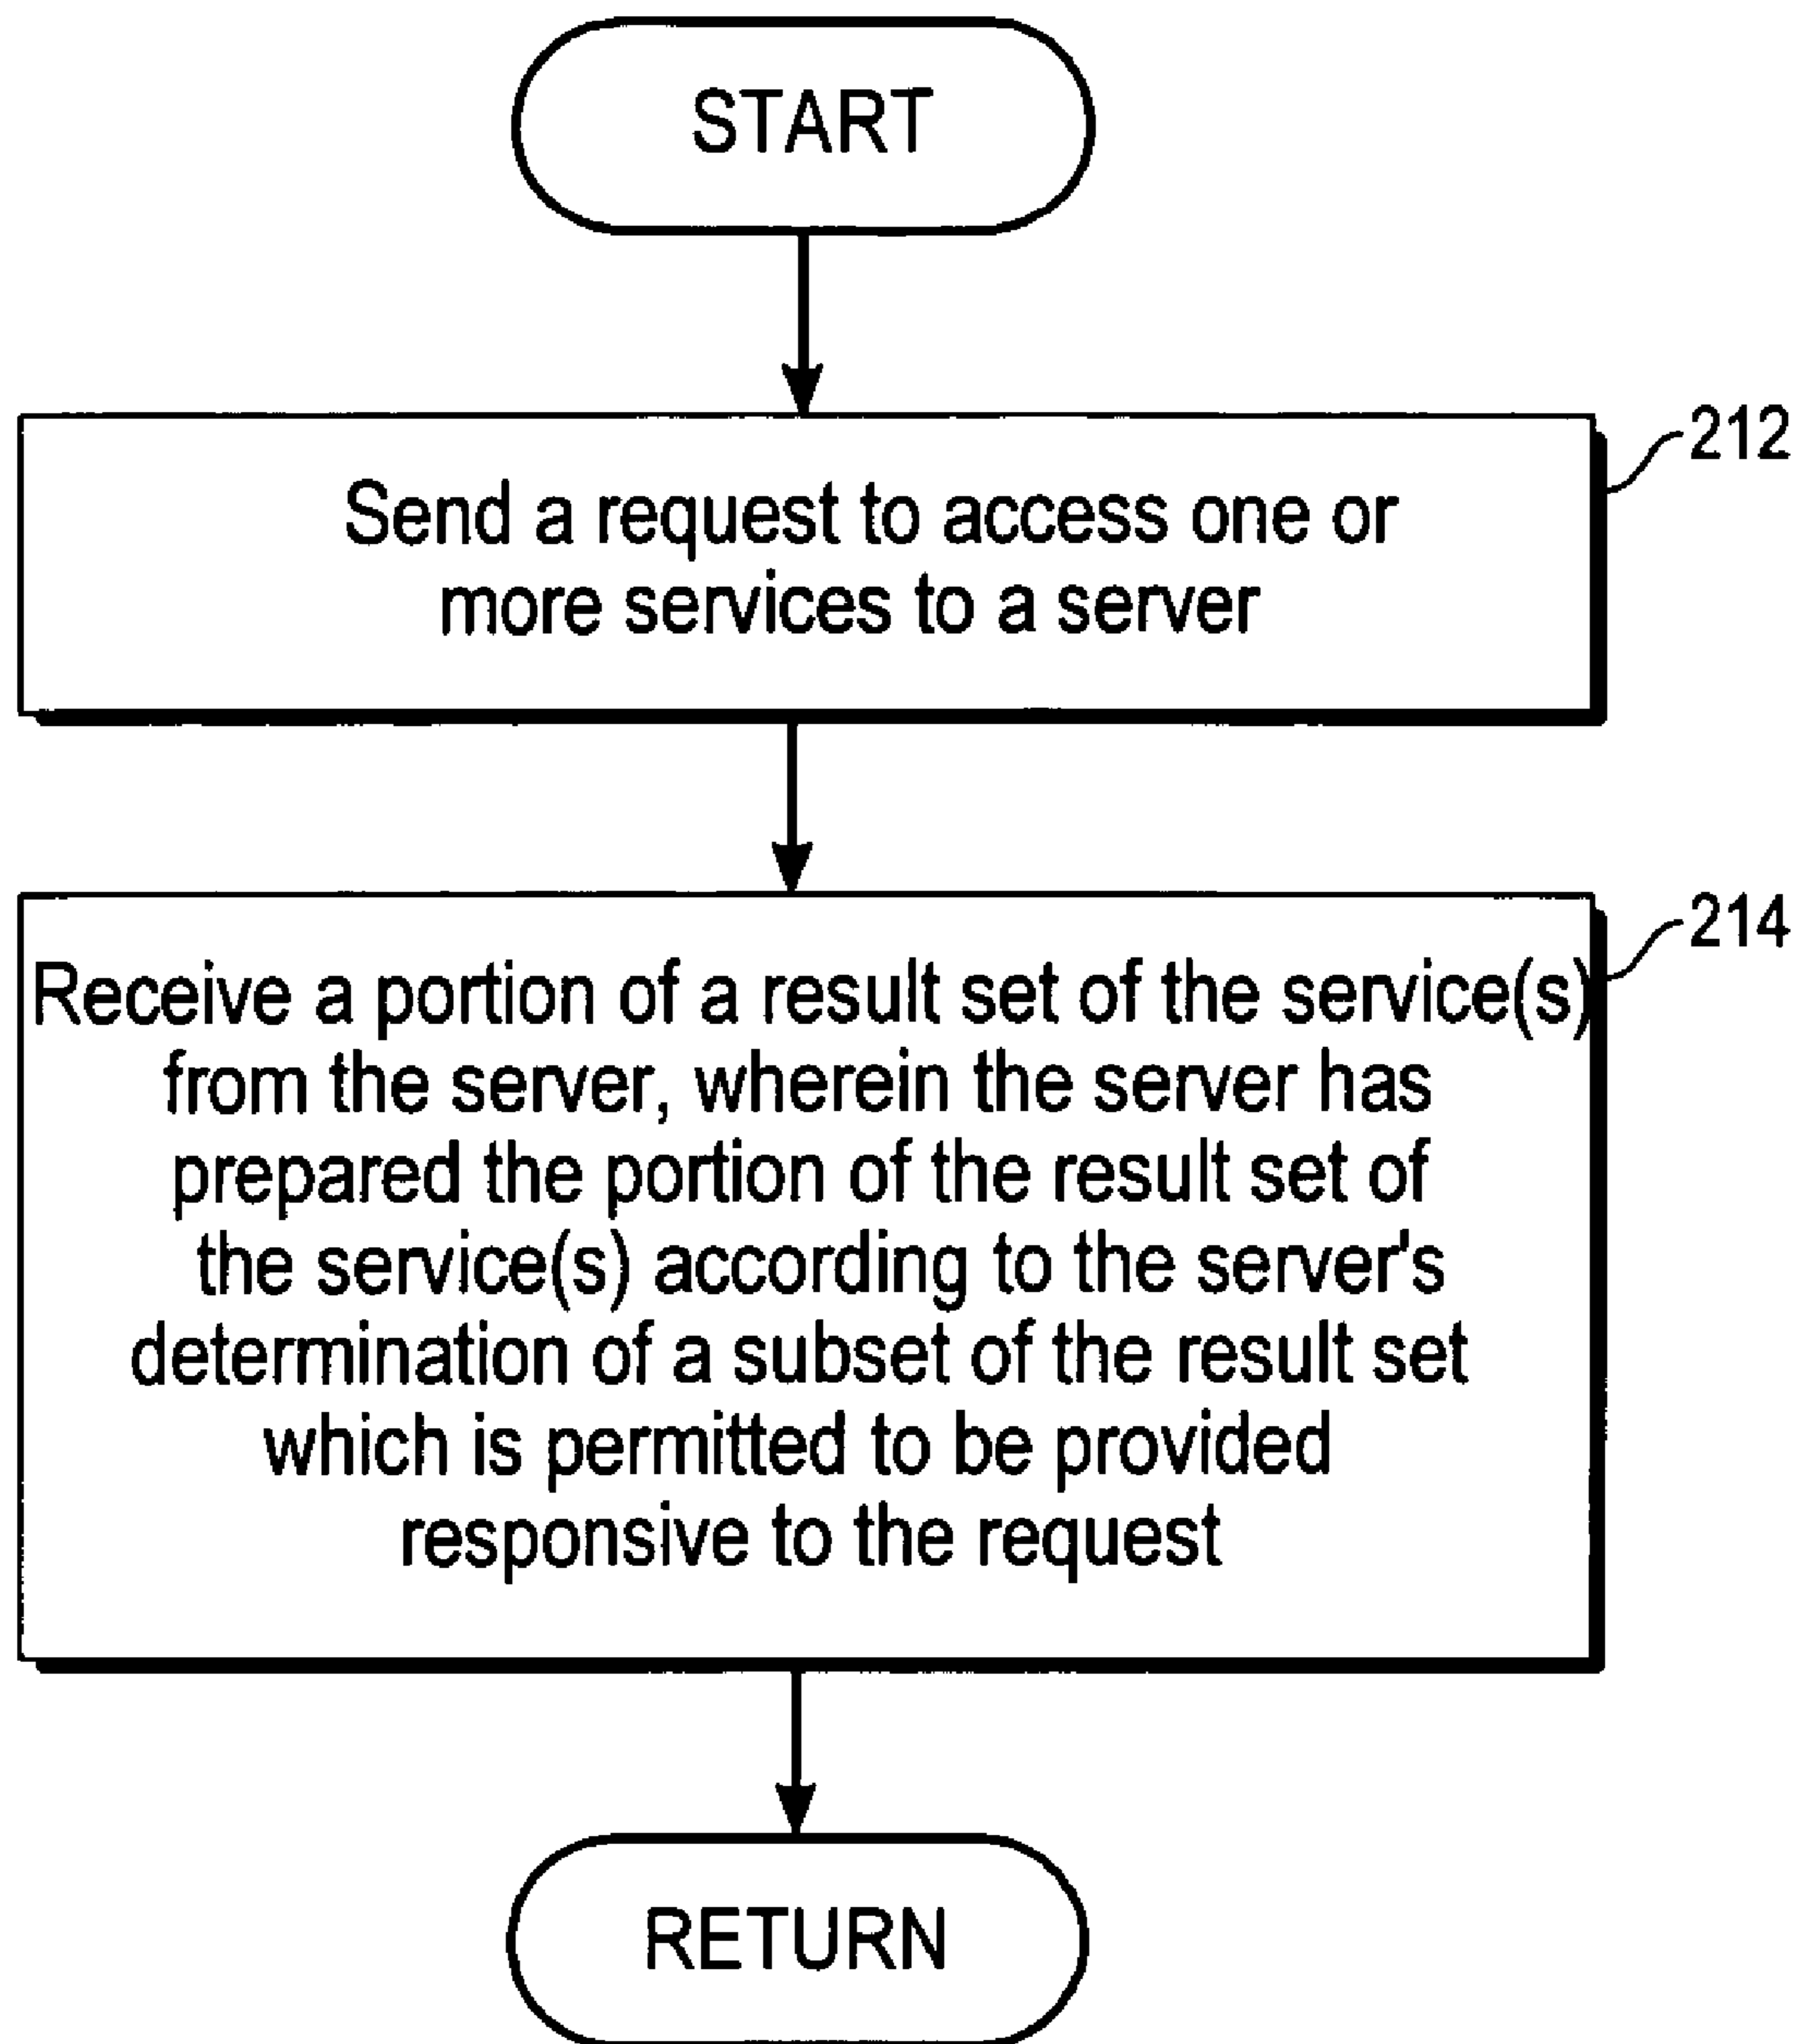 START
212
Send a request to access one or
more services to a server
214
Receive a portion of a result set of the service(s)
from the server, wherein the server has
prepared the portion of the result set of
the service(s) according to the server's
determination of a subset of the result set
which is permitted to be provided
responsive to the request
RETURN